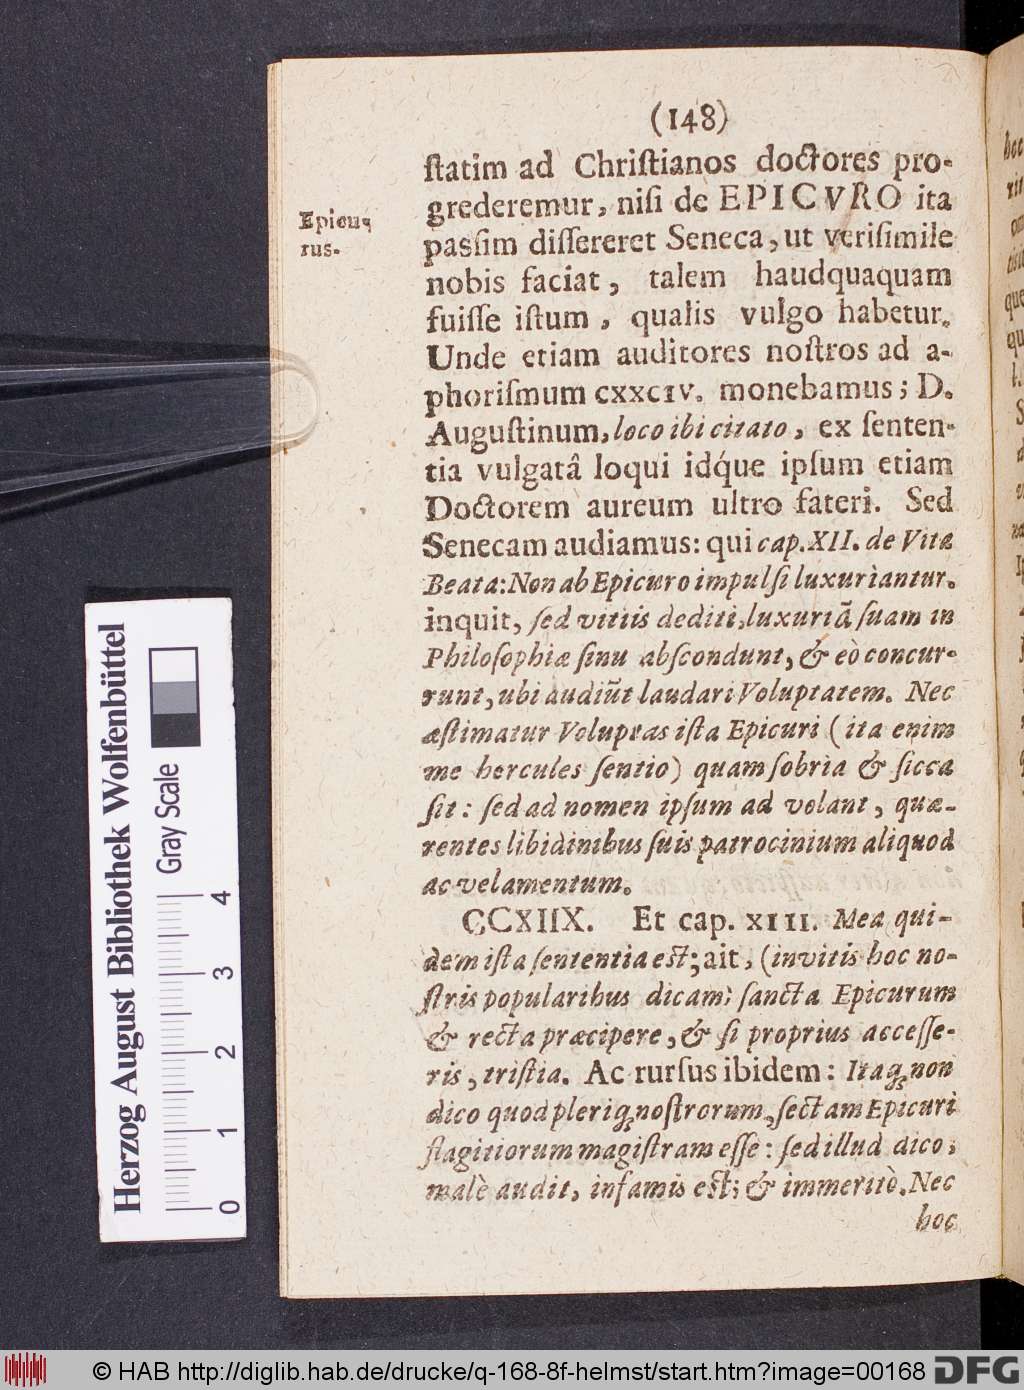 (148)
ſtatim ad Chriſtianos doctores pro-
grederemur, niſi de EPICVRO ita
Epicu-
rus.
paſsim diſſereret Seneca, ut veriſimile
nobis faciat, talem haudquaquam
fuiſſe iſtum, qualis vulgo habetur.
Unde etiam auditores noſtros ad a-
phoriſmum CXXCIV. monebamus; D.
Auguſtinum, loco ibi citato, ex ſenten-
tia vulgatâ loqui idq́ue ipſum etiam
Doctorem aureum ultro fateri. Sed
Senecam audiamus: qui cap. XII. de Vita
Beata: Non ab Epicuro impulſi luxuriantur.
inquit, ſed vitiis dediti, luxuriã ſuam in
Philoſophiæ ſinu abſcondunt, & eò concur-
runt, ubi audiũt laudari Voluptatem. Nec
æſtimatur Voluptas iſta Epicuri (ita enim
me hercules ſentio) quam ſobria & ſicca
ſit: ſed ad nomen ipſum ad volant, quæ-
rentes libidinibus ſuis patrocinium aliquod
ac velamentum.
CCXIIX. Et cap. XIII. Mea qui-
dem iſta ſententia est; ait, (invitis hoc no-
ſtris popularibus dicam) ſancta Epicurum
& recta præcipere, & ſi proprius acceſſe-
ris, triſtia. Ac rurſus ibidem: Itaq; non
dico quod pleriq; noſtrorum, ſectam Epicuri
flagitiorum magiſtram eſſe: ſed illud dico;
malè audit, infamis est; & immeritò. Nec
hoc
Herzog August Bibliothek Wolfenbüttel
Gray Scale
0 1 2 3 4
© HAB http://diglib.hab.de/drucke/q-168-8f-helmst/start.htm?image=00168
DFG